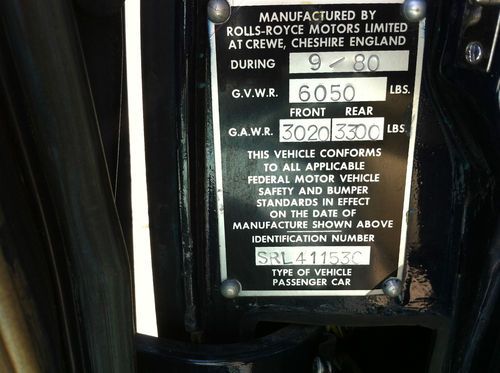 MANUFACTURED BY
ROLLS-ROYCE MOTORS LIMITED
AT CREWE, CHESHIRE ENGLAND
DURING 9/80
G.V.W.R. 6050 LBS.
FRONT REAR
G.A.W.R. 3020 3300 LBS.
THIS VEHICLE CONFORMS
TO ALL APPLICABLE
FEDERAL MOTOR VEHICLE
SAFETY AND BUMPER
STANDARDS IN EFFECT
ON THE DATE OF
MANUFACTURE SHOWN ABOVE
IDENTIFICATION NUMBER
SRL 41153C
TYPE OF VEHICLE
PASSENGER CAR